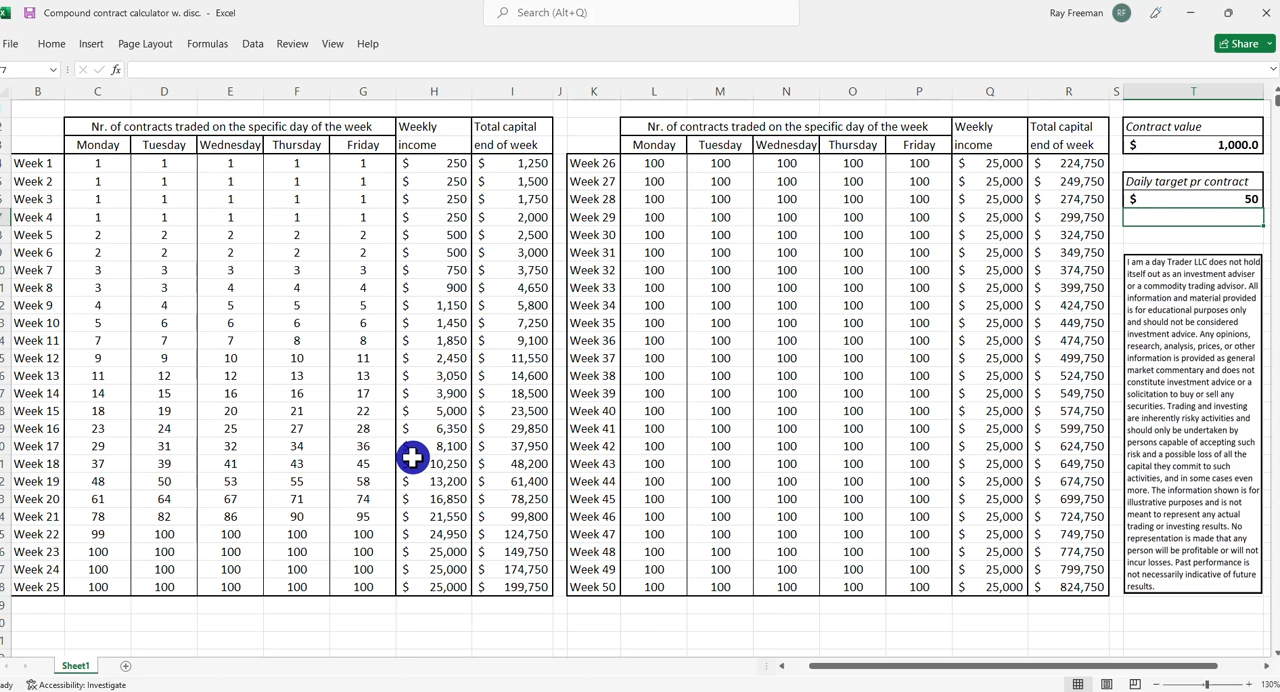 Compound contract calculator w. disc. - Excel
Search (Alt+Q)
Ray Freeman RF
File Home Insert Page Layout Formulas Data Review View Help
Share
fx
B C D E F G H I J K L M N O P Q R S T
Nr. of contracts traded on the specific day of the week Weekly Total capital Nr. of contracts traded on the specific day of the week Weekly Total capital Contract value
Monday Tuesday Wednesday Thursday Friday income end of week Monday Tuesday Wednesday Thursday Friday income end of week $ 1,000.0
Week 1 1 1 1 1 1 $ 250 $ 1,250 Week 26 100 100 100 100 100 $ 25,000 $ 224,750
Week 2 1 1 1 1 1 $ 250 $ 1,500 Week 27 100 100 100 100 100 $ 25,000 $ 249,750 Daily target pr contract
Week 3 1 1 1 1 1 $ 250 $ 1,750 Week 28 100 100 100 100 100 $ 25,000 $ 274,750 $ 50
Week 4 1 1 1 1 1 $ 250 $ 2,000 Week 29 100 100 100 100 100 $ 25,000 $ 299,750
Week 5 2 2 2 2 2 $ 500 $ 2,500 Week 30 100 100 100 100 100 $ 25,000 $ 324,750
Week 6 2 2 2 2 2 $ 500 $ 3,000 Week 31 100 100 100 100 100 $ 25,000 $ 349,750
Week 7 3 3 3 3 3 $ 750 $ 3,750 Week 32 100 100 100 100 100 $ 25,000 $ 374,750
Week 8 3 3 4 4 4 $ 900 $ 4,650 Week 33 100 100 100 100 100 $ 25,000 $ 399,750
Week 9 4 4 5 5 5 $ 1,150 $ 5,800 Week 34 100 100 100 100 100 $ 25,000 $ 424,750
Week 10 5 6 6 6 6 $ 1,450 $ 7,250 Week 35 100 100 100 100 100 $ 25,000 $ 449,750
Week 11 7 7 7 8 8 $ 1,850 $ 9,100 Week 36 100 100 100 100 100 $ 25,000 $ 474,750
Week 12 9 9 10 10 11 $ 2,450 $ 11,550 Week 37 100 100 100 100 100 $ 25,000 $ 499,750
Week 13 11 12 12 13 13 $ 3,050 $ 14,600 Week 38 100 100 100 100 100 $ 25,000 $ 524,750
Week 14 14 15 16 16 17 $ 3,900 $ 18,500 Week 39 100 100 100 100 100 $ 25,000 $ 549,750
Week 15 18 19 20 21 22 $ 5,000 $ 23,500 Week 40 100 100 100 100 100 $ 25,000 $ 574,750
Week 16 23 24 25 27 28 $ 6,350 $ 29,850 Week 41 100 100 100 100 100 $ 25,000 $ 599,750
Week 17 29 31 32 34 36 8,100 $ 37,950 Week 42 100 100 100 100 100 $ 25,000 $ 624,750
Week 18 37 39 41 43 45 10,250 $ 48,200 Week 43 100 100 100 100 100 $ 25,000 $ 649,750
Week 19 48 50 53 55 58 $ 13,200 $ 61,400 Week 44 100 100 100 100 100 $ 25,000 $ 674,750
Week 20 61 64 67 71 74 $ 16,850 $ 78,250 Week 45 100 100 100 100 100 $ 25,000 $ 699,750
Week 21 78 82 86 90 95 $ 21,550 $ 99,800 Week 46 100 100 100 100 100 $ 25,000 $ 724,750
Week 22 99 100 100 100 100 $ 24,950 $ 124,750 Week 47 100 100 100 100 100 $ 25,000 $ 749,750
Week 23 100 100 100 100 100 $ 25,000 $ 149,750 Week 48 100 100 100 100 100 $ 25,000 $ 774,750
Week 24 100 100 100 100 100 $ 25,000 $ 174,750 Week 49 100 100 100 100 100 $ 25,000 $ 799,750
Week 25 100 100 100 100 100 $ 25,000 $ 199,750 Week 50 100 100 100 100 100 $ 25,000 $ 824,750
I am a day Trader LLC does not hold
itself out as an investment adviser
or a commodity trading advisor. All
information and material provided
is for educational purposes only
and should not be considered
investment advice. Any opinions,
research, analysis, prices, or other
information is provided as general
market commentary and does not
constitute investment advice or a
solicitation to buy or sell any
securities. Trading and investing
are inherently risky activities and
should only be undertaken by
persons capable of accepting such
risk and a possible loss of all the
capital they commit to such
activities, and in some cases even
more. The information shown is for
illustrative purposes and is not
meant to represent any actual
trading or investing results. No
representation is made that any
person will be profitable or will not
incur losses. Past performance is
not necessarily indicative of future
results.
Sheet1
Accessibility: Investigate
130%